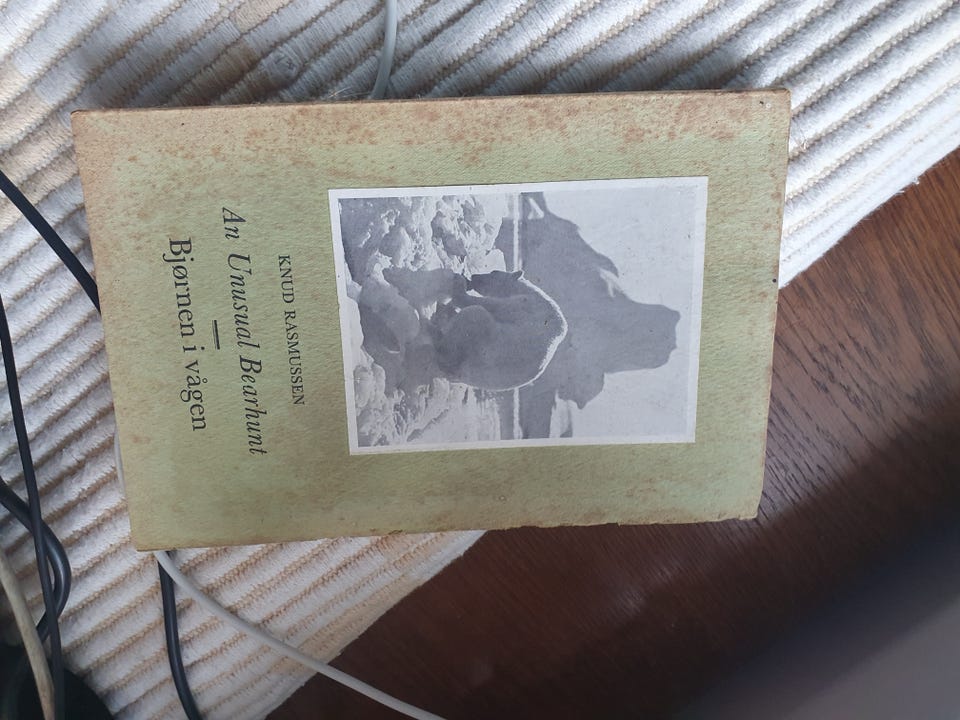 KNUD RASMUSSEN
An Unusual Bearhunt
Bjørnen i vågen